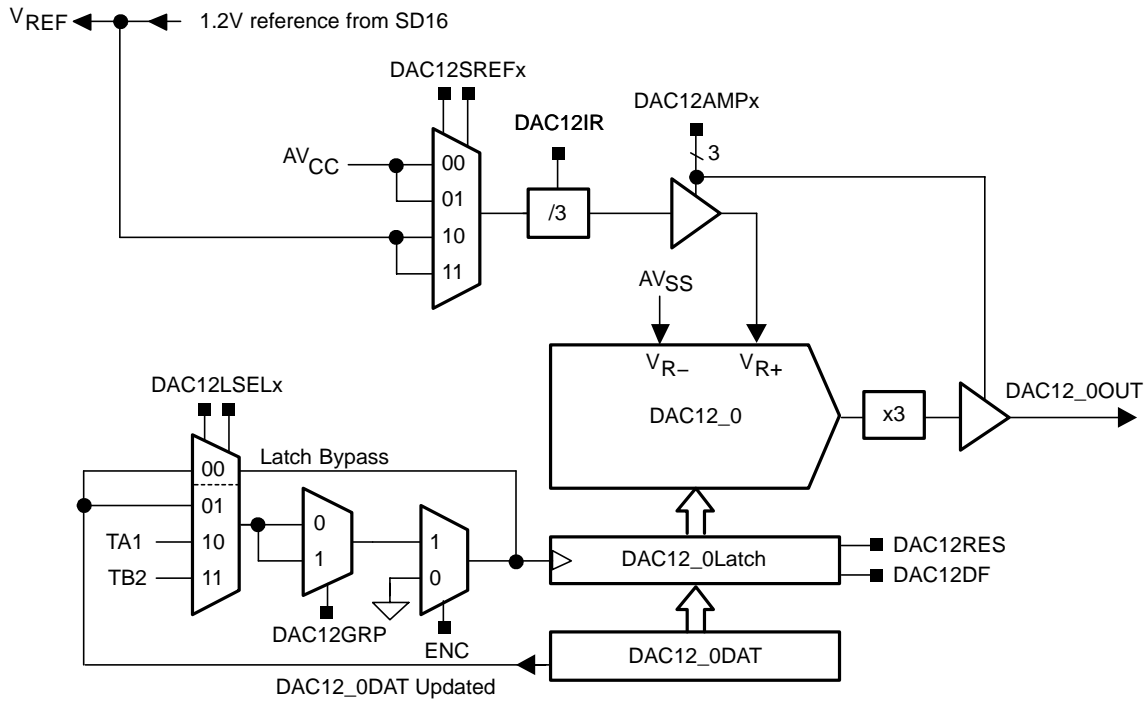 VREF
1.2V reference from SD16
DAC12SREFx
DAC12AMPx
DAC12IR
3
AVCC
00
01
10
11
/3
AVSS
VR−
VR+
DAC12_0
x3
DAC12_0OUT
DAC12LSELx
Latch Bypass
00
01
TA1
10
TB2
11
0
1
1
0
DAC12GRP
ENC
DAC12_0Latch
DAC12RES
DAC12DF
DAC12_0DAT
DAC12_0DAT Updated